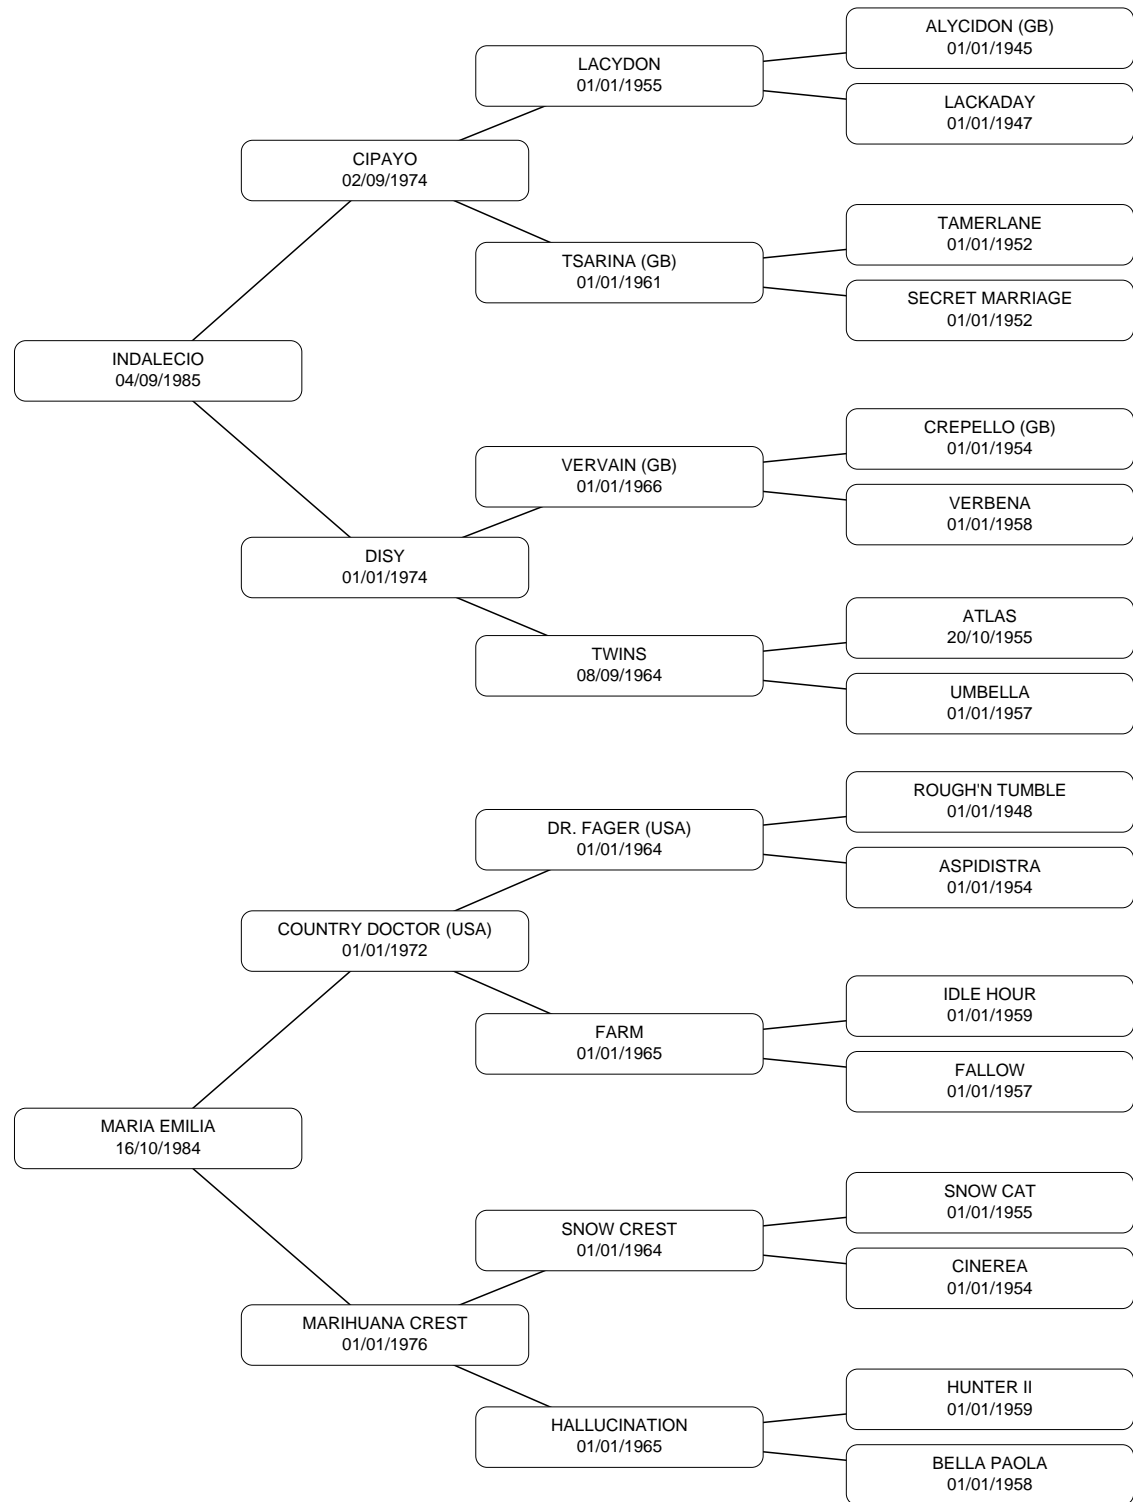 ALYCIDON (GB)
01/01/1945
LACYDON
01/01/1955
LACKADAY
01/01/1947
CIPAYO
02/09/1974
TAMERLANE
01/01/1952
TSARINA (GB)
01/01/1961
SECRET MARRIAGE
01/01/1952
INDALECIO
04/09/1985
CREPELLO (GB)
01/01/1954
VERVAIN (GB)
01/01/1966
VERBENA
01/01/1958
DISY
01/01/1974
ATLAS
20/10/1955
TWINS
08/09/1964
UMBELLA
01/01/1957
ROUGH'N TUMBLE
01/01/1948
DR. FAGER (USA)
01/01/1964
ASPIDISTRA
01/01/1954
COUNTRY DOCTOR (USA)
01/01/1972
IDLE HOUR
01/01/1959
FARM
01/01/1965
FALLOW
01/01/1957
MARIA EMILIA
16/10/1984
SNOW CAT
01/01/1955
SNOW CREST
01/01/1964
CINEREA
01/01/1954
MARIHUANA CREST
01/01/1976
HUNTER II
01/01/1959
HALLUCINATION
01/01/1965
BELLA PAOLA
01/01/1958